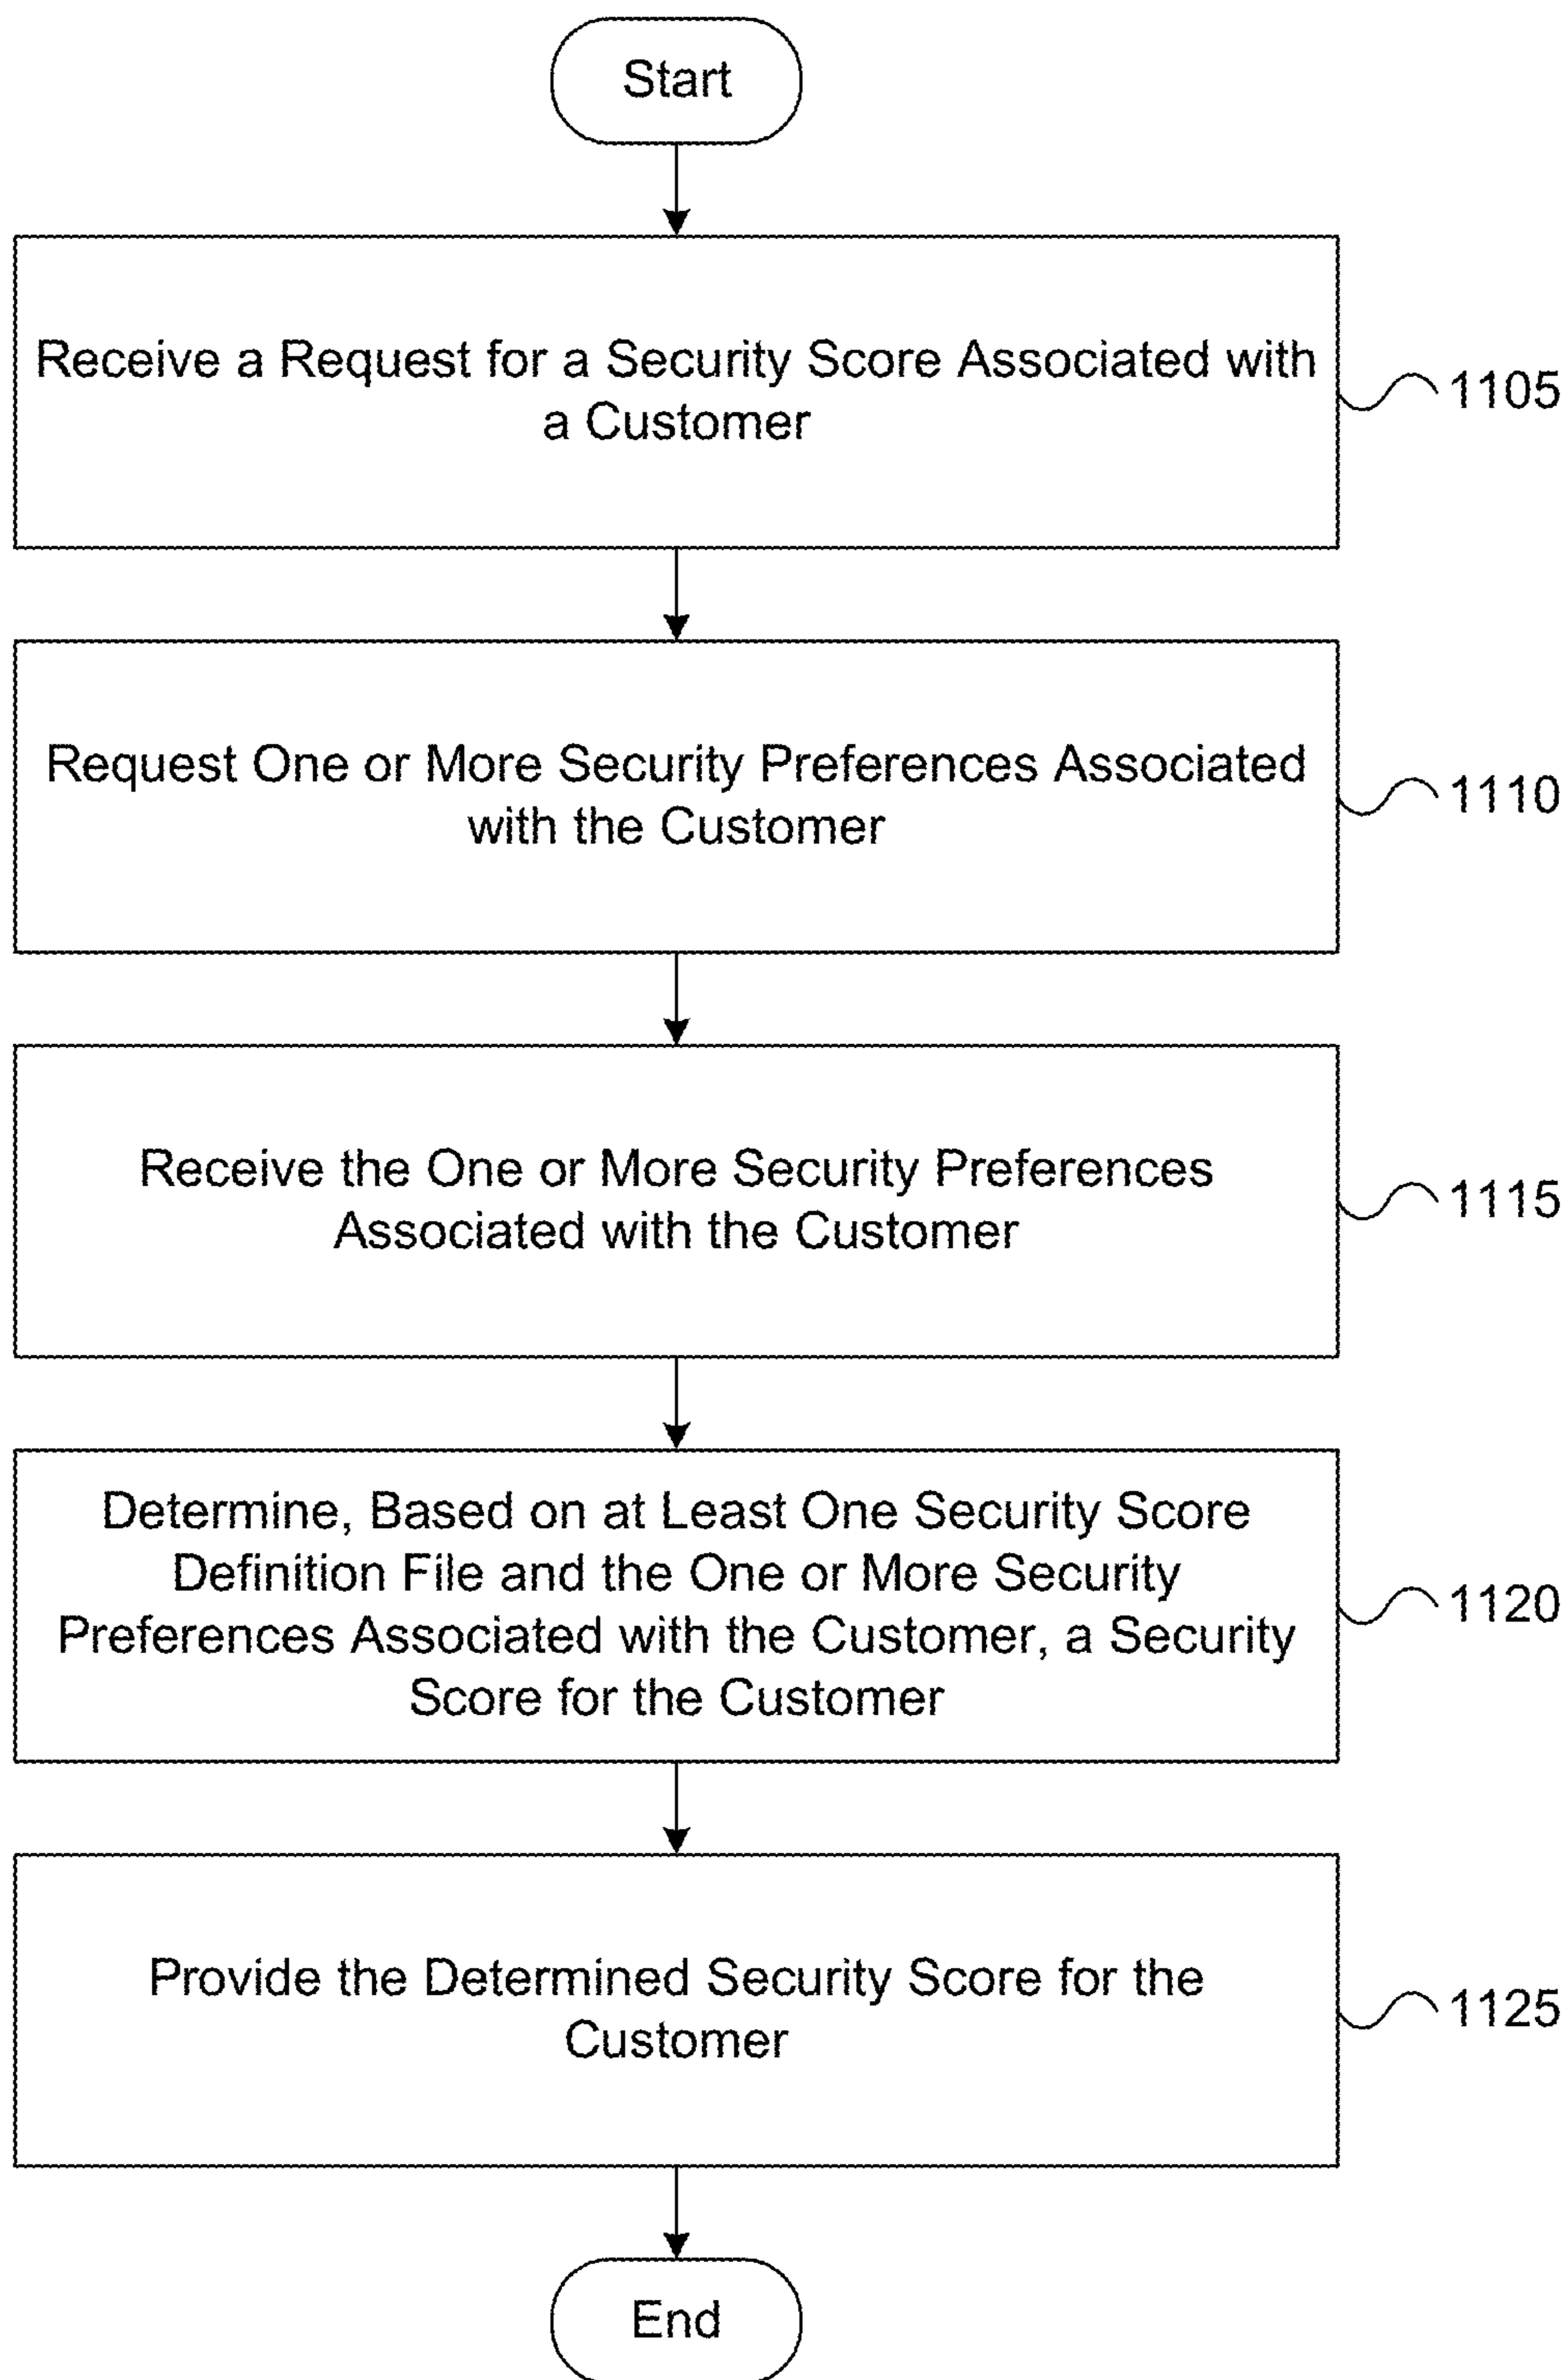 Start
Receive a Request for a Security Score Associated with
a Customer
1105
Request One or More Security Preferences Associated
with the Customer
1110
Receive the One or More Security Preferences
Associated with the Customer
1115
Determine, Based on at Least One Security Score
Definition File and the One or More Security
Preferences Associated with the Customer, a Security
Score for the Customer
1120
Provide the Determined Security Score for the
Customer
1125
End